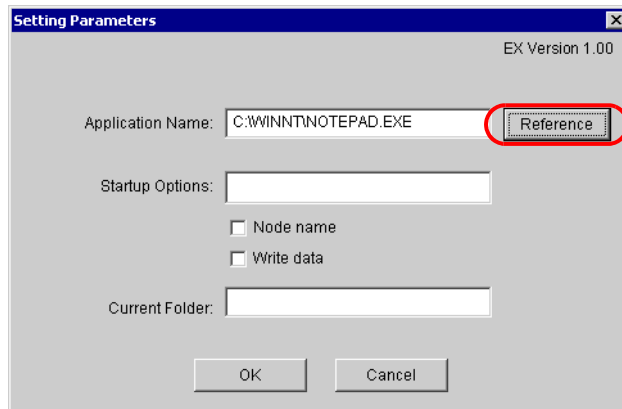 Setting Parameters
EX Version 1.00
Application Name: C:\WINNT\NOTEPAD.EXE Reference
Startup Options:
Node name
Write data
Current Folder:
OK Cancel